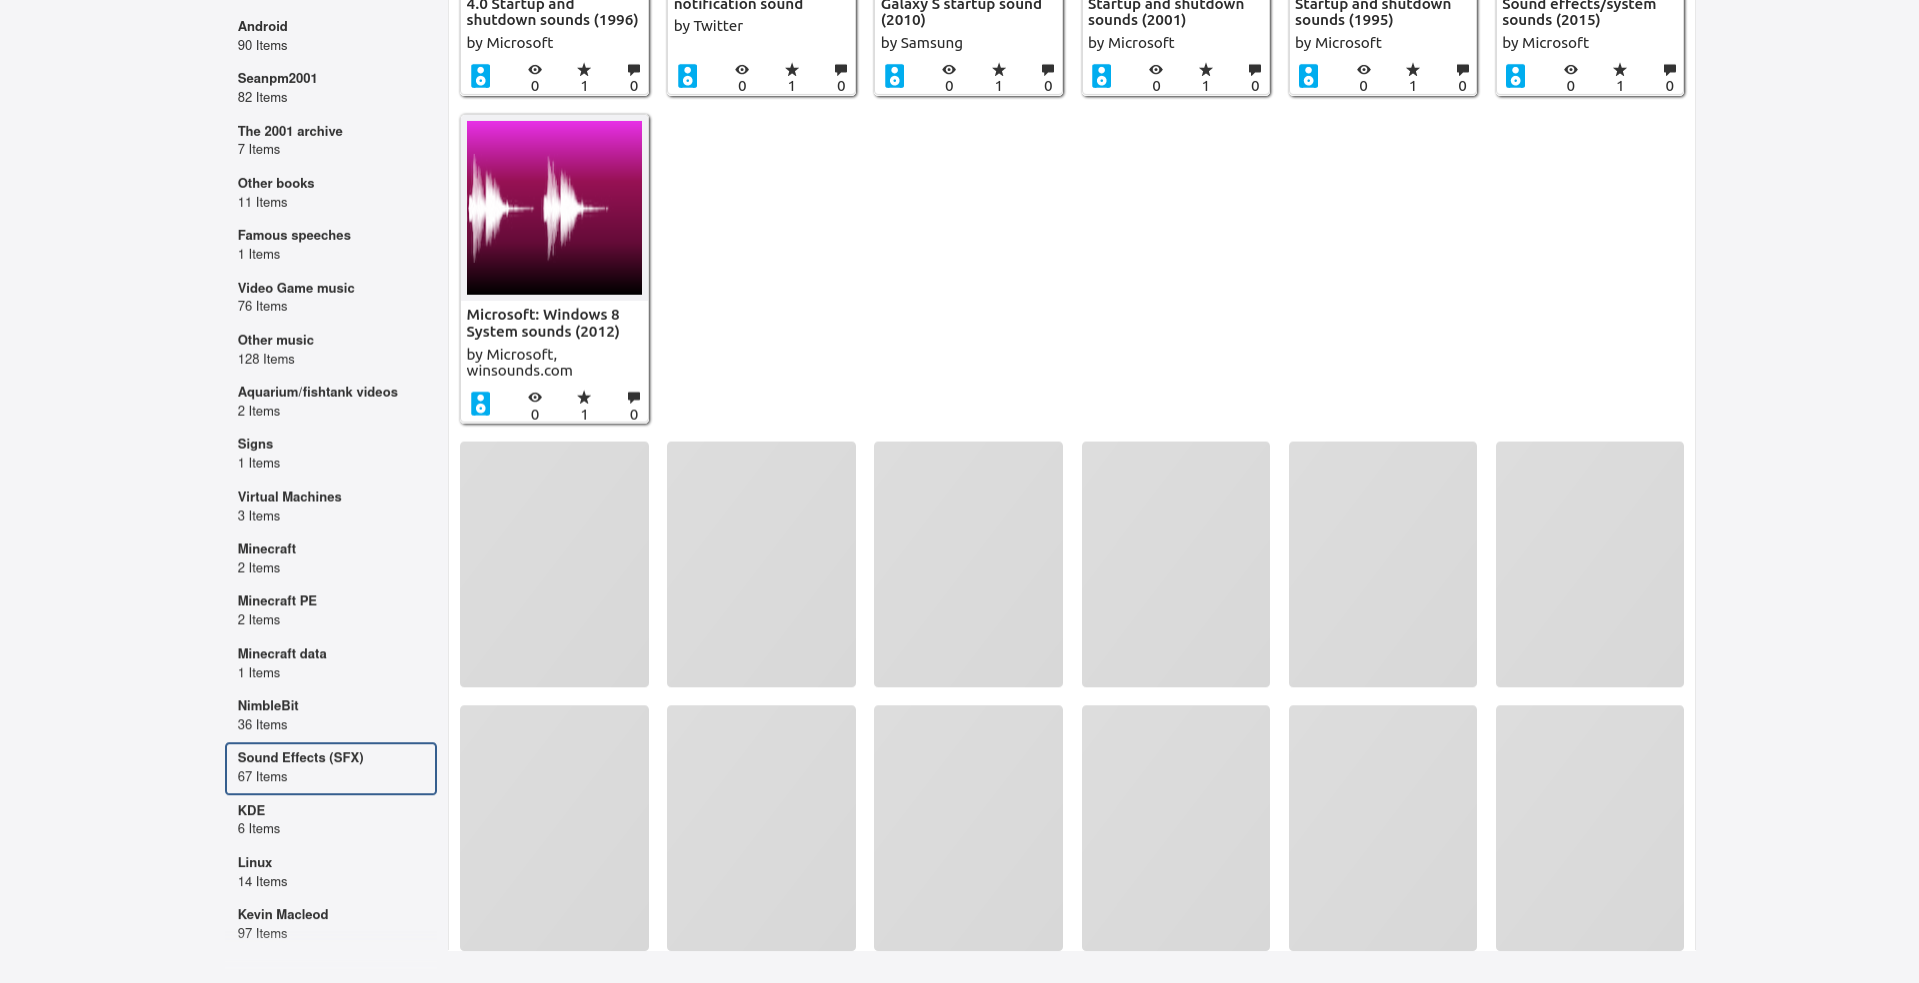 Android
90 Items
Seanpm2001
82 Items
The 2001 archive
7 Items
Other books
11 Items
Famous speeches
1 Items
Video Game music
76 Items
Other music
128 Items
Aquarium/fishtank videos
2 Items
Signs
1 Items
Virtual Machines
3 Items
Minecraft
2 Items
Minecraft PE
2 Items
Minecraft data
1 Items
NimbleBit
36 Items
Sound Effects (SFX)
67 Items
KDE
6 Items
Linux
14 Items
Kevin Macleod
97 Items
4.0 Startup and
shutdown sounds (1996)
by Microsoft
0 1 0
notification sound
by Twitter
0 1 0
Galaxy S startup sound
(2010)
by Samsung
0 1 0
Startup and shutdown
sounds (2001)
by Microsoft
0 1 0
Startup and shutdown
sounds (1995)
by Microsoft
0 1 0
Sound effects/system
sounds (2015)
by Microsoft
0 1 0
Microsoft: Windows 8
System sounds (2012)
by Microsoft,
winsounds.com
0 1 0